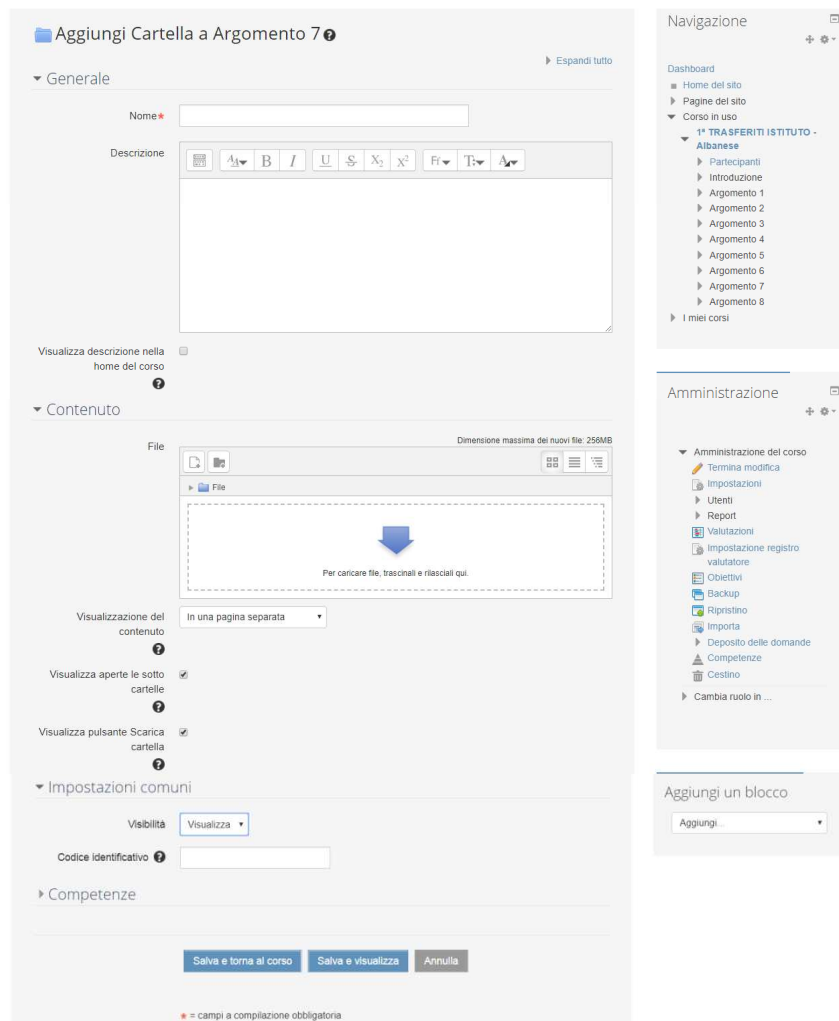 Aggiungi Cartella a Argomento 7
Espandi tutto
Generale
Nome*
Descrizione
B I U S X2 X2
Visualizza descrizione nella
home del corso
Contenuto
File
Dimensione massima dei nuovi file: 256MB
File
Per caricare file, trascinali e rilasciali qui.
Visualizzazione del
contenuto
In una pagina separata
Visualizza aperte le sotto
cartelle
Visualizza pulsante Scarica
cartella
Impostazioni comuni
Visibilità
Visualizza
Codice identificativo
Competenze
Salva e torna al corso
Salva e visualizza
Annulla
* = campi a compilazione obbligatoria
Navigazione
Dashboard
Home del sito
Pagine del sito
Corso in uso
1ª TRASFERITI ISTITUTO -
Albanese
Partecipanti
Introduzione
Argomento 1
Argomento 2
Argomento 3
Argomento 4
Argomento 5
Argomento 6
Argomento 7
Argomento 8
I miei corsi
Amministrazione
Amministrazione del corso
Termina modifica
Impostazioni
Utenti
Report
Valutazioni
Impostazione registro
valutatore
Obiettivi
Backup
Ripristino
Importa
Deposito delle domande
Competenze
Cestino
Cambia ruolo in ...
Aggiungi un blocco
Aggiungi...